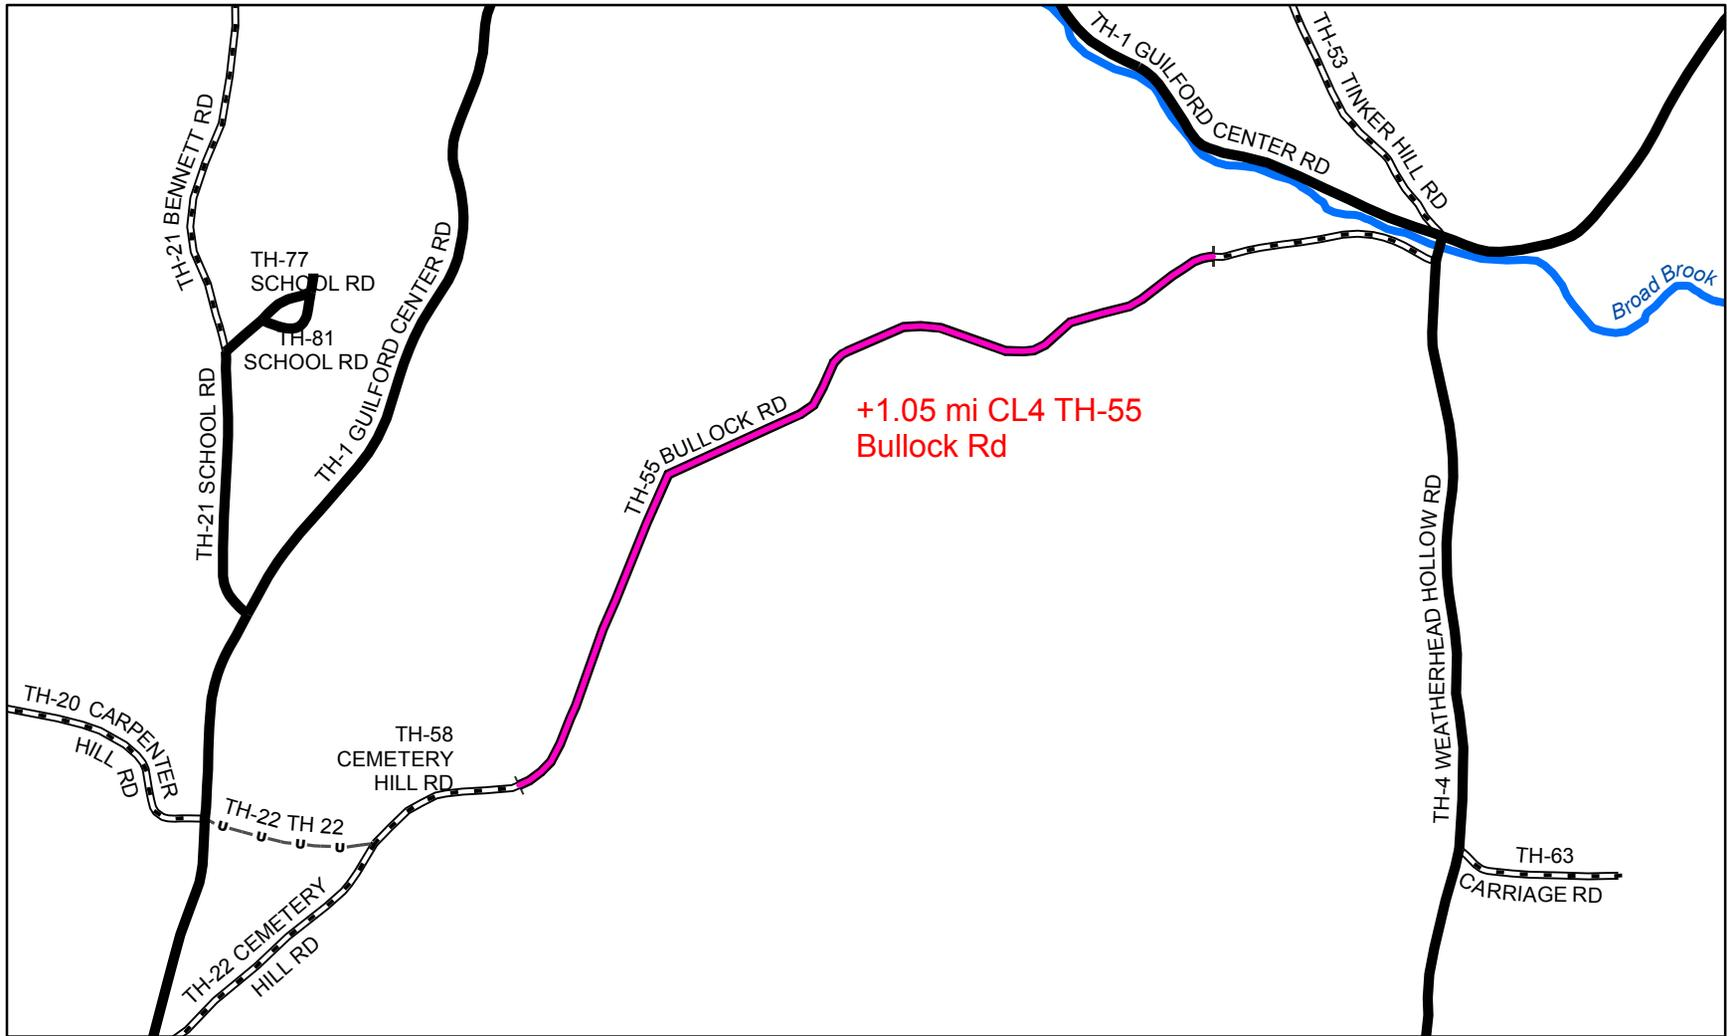 TH-1 GUILFORD CENTER RD
TH-53 TINKER HILL RD
TH-21 BENNETT RD
TH-77
SCHOOL RD
TH-81
SCHOOL RD
TH-21 SCHOOL RD
TH-1 GUILFORD CENTER RD
Broad Brook
TH-55 BULLOCK RD
+1.05 mi CL4 TH-55
Bullock Rd
TH-4 WEATHERHEAD HOLLOW RD
TH-20 CARPENTER
HILL RD
TH-58
CEMETERY
HILL RD
TH-22 TH 22
U U U U
TH-22 CEMETERY
HILL RD
TH-63
CARRIAGE RD